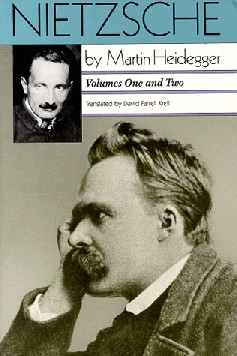 NIETZSCHE
by Martin Heidegger
Volumes One and Two
Translated by David Farrell Krell